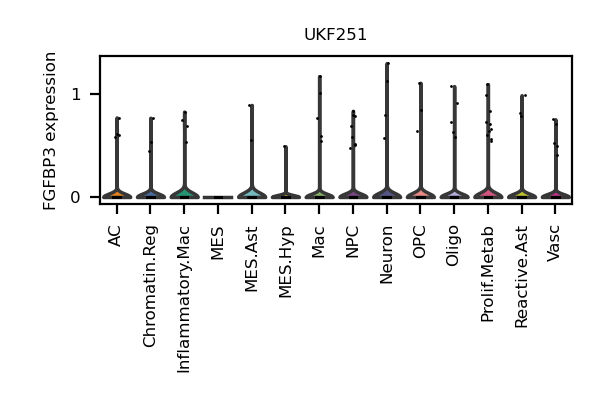 UKF251
FGFBP3 expression
1
0
AC
Chromatin.Reg
Inflammatory.Mac
MES
MES.Ast
MES.Hyp
Mac
NPC
Neuron
OPC
Oligo
Prolif.Metab
Reactive.Ast
Vasc